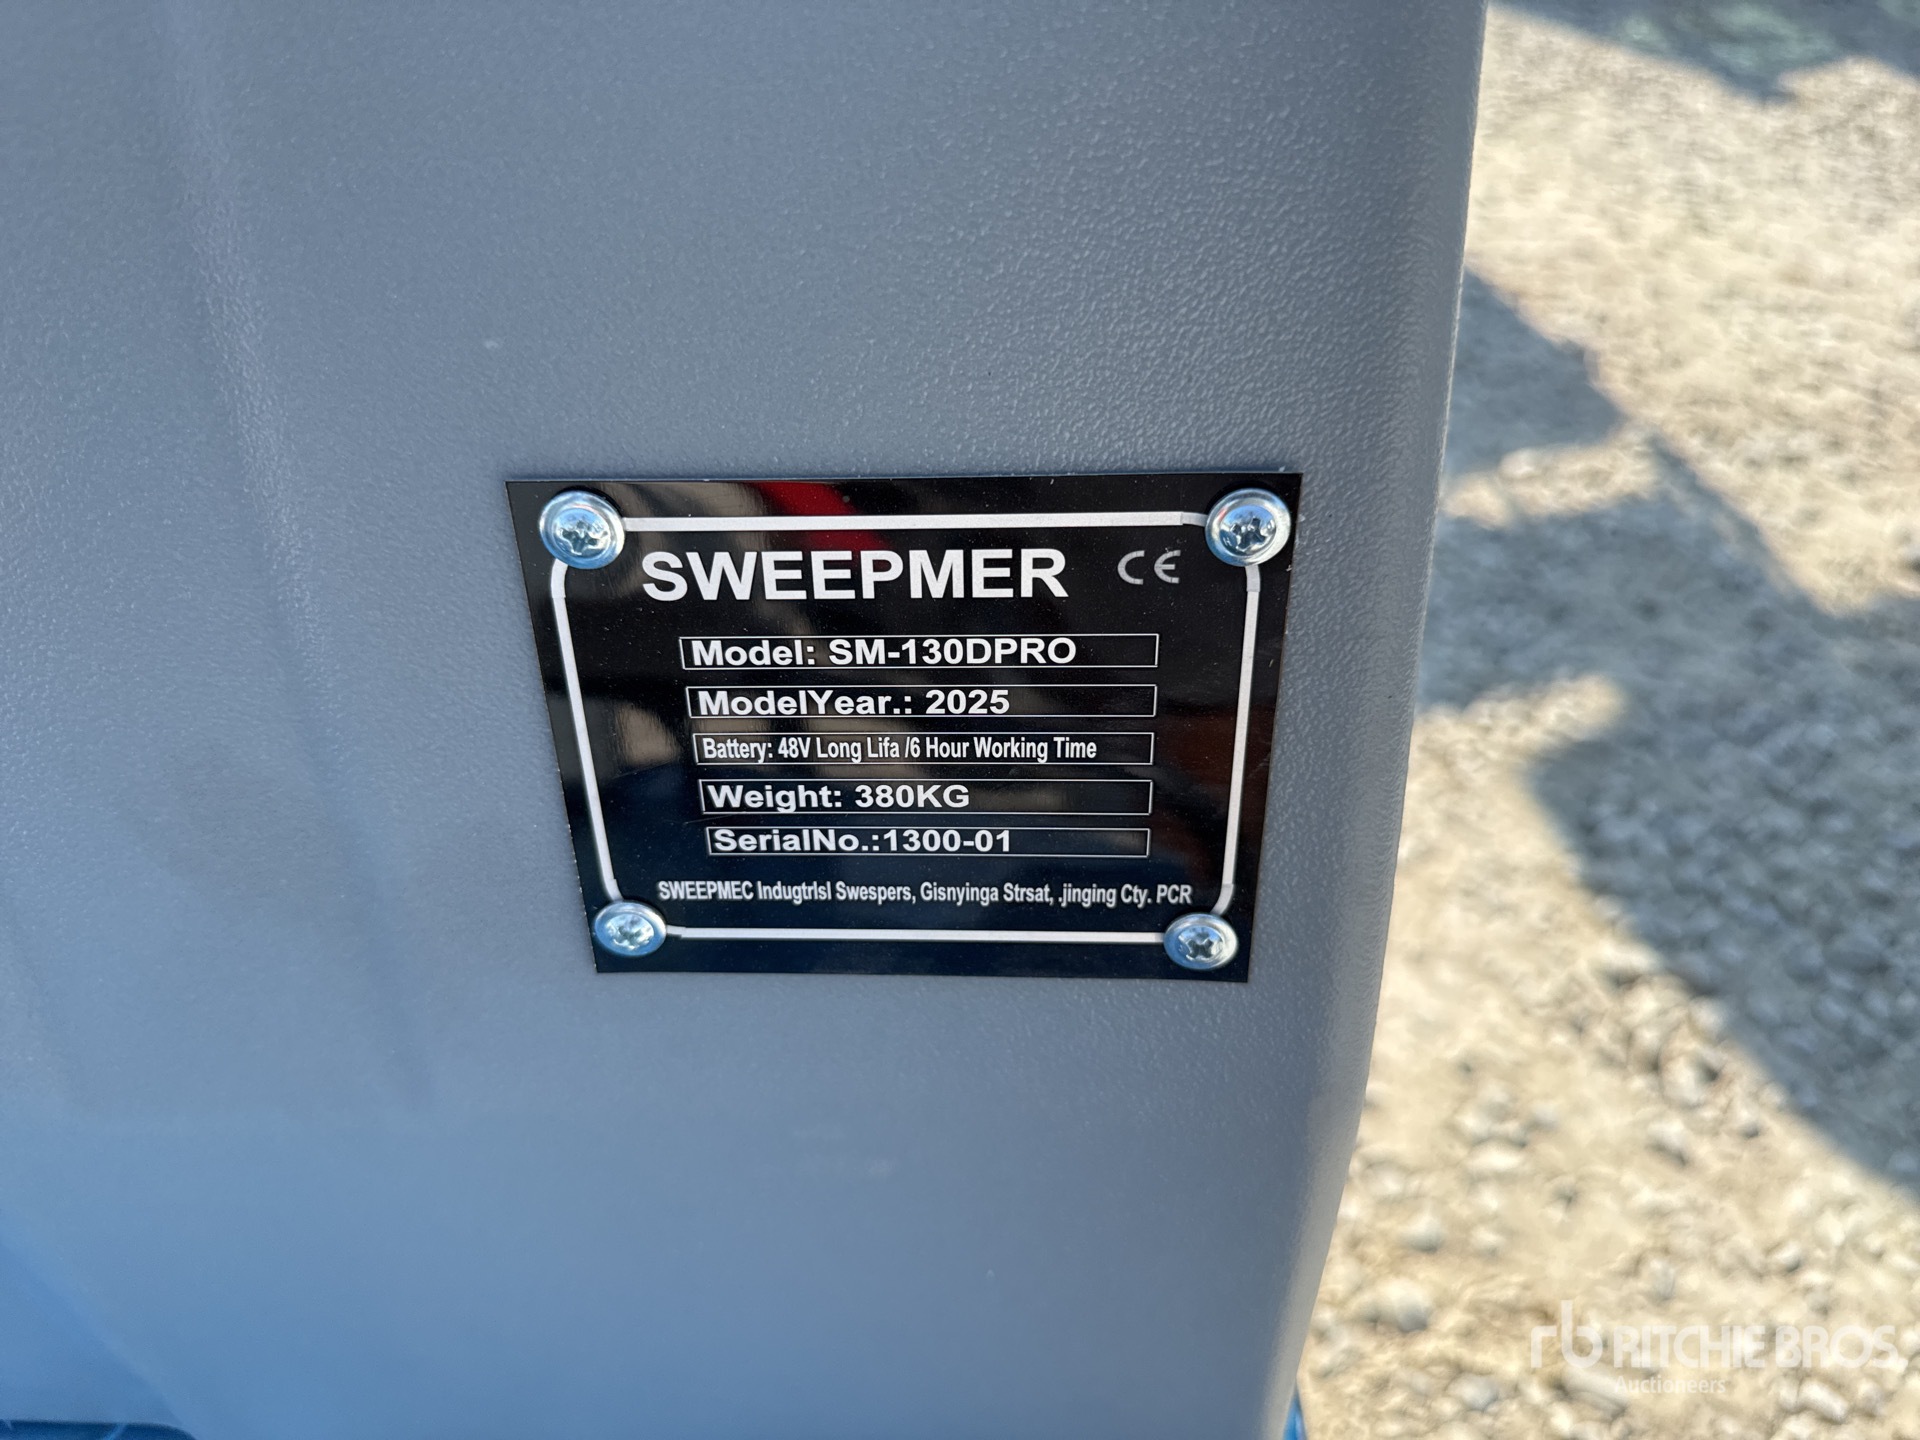 SWEEPMER CE
Model: SM-130DPRO
ModelYear.: 2025
Battery: 48V Long Lifa /6 Hour Working Time
Weight: 380KG
SerialNo.:1300-01
SWEEPMEC Indugtrlsl Swespers, Gisnyinga Strsat, .jinging Cty. PCR
rb RITCHIE BROS.
Auctioneers